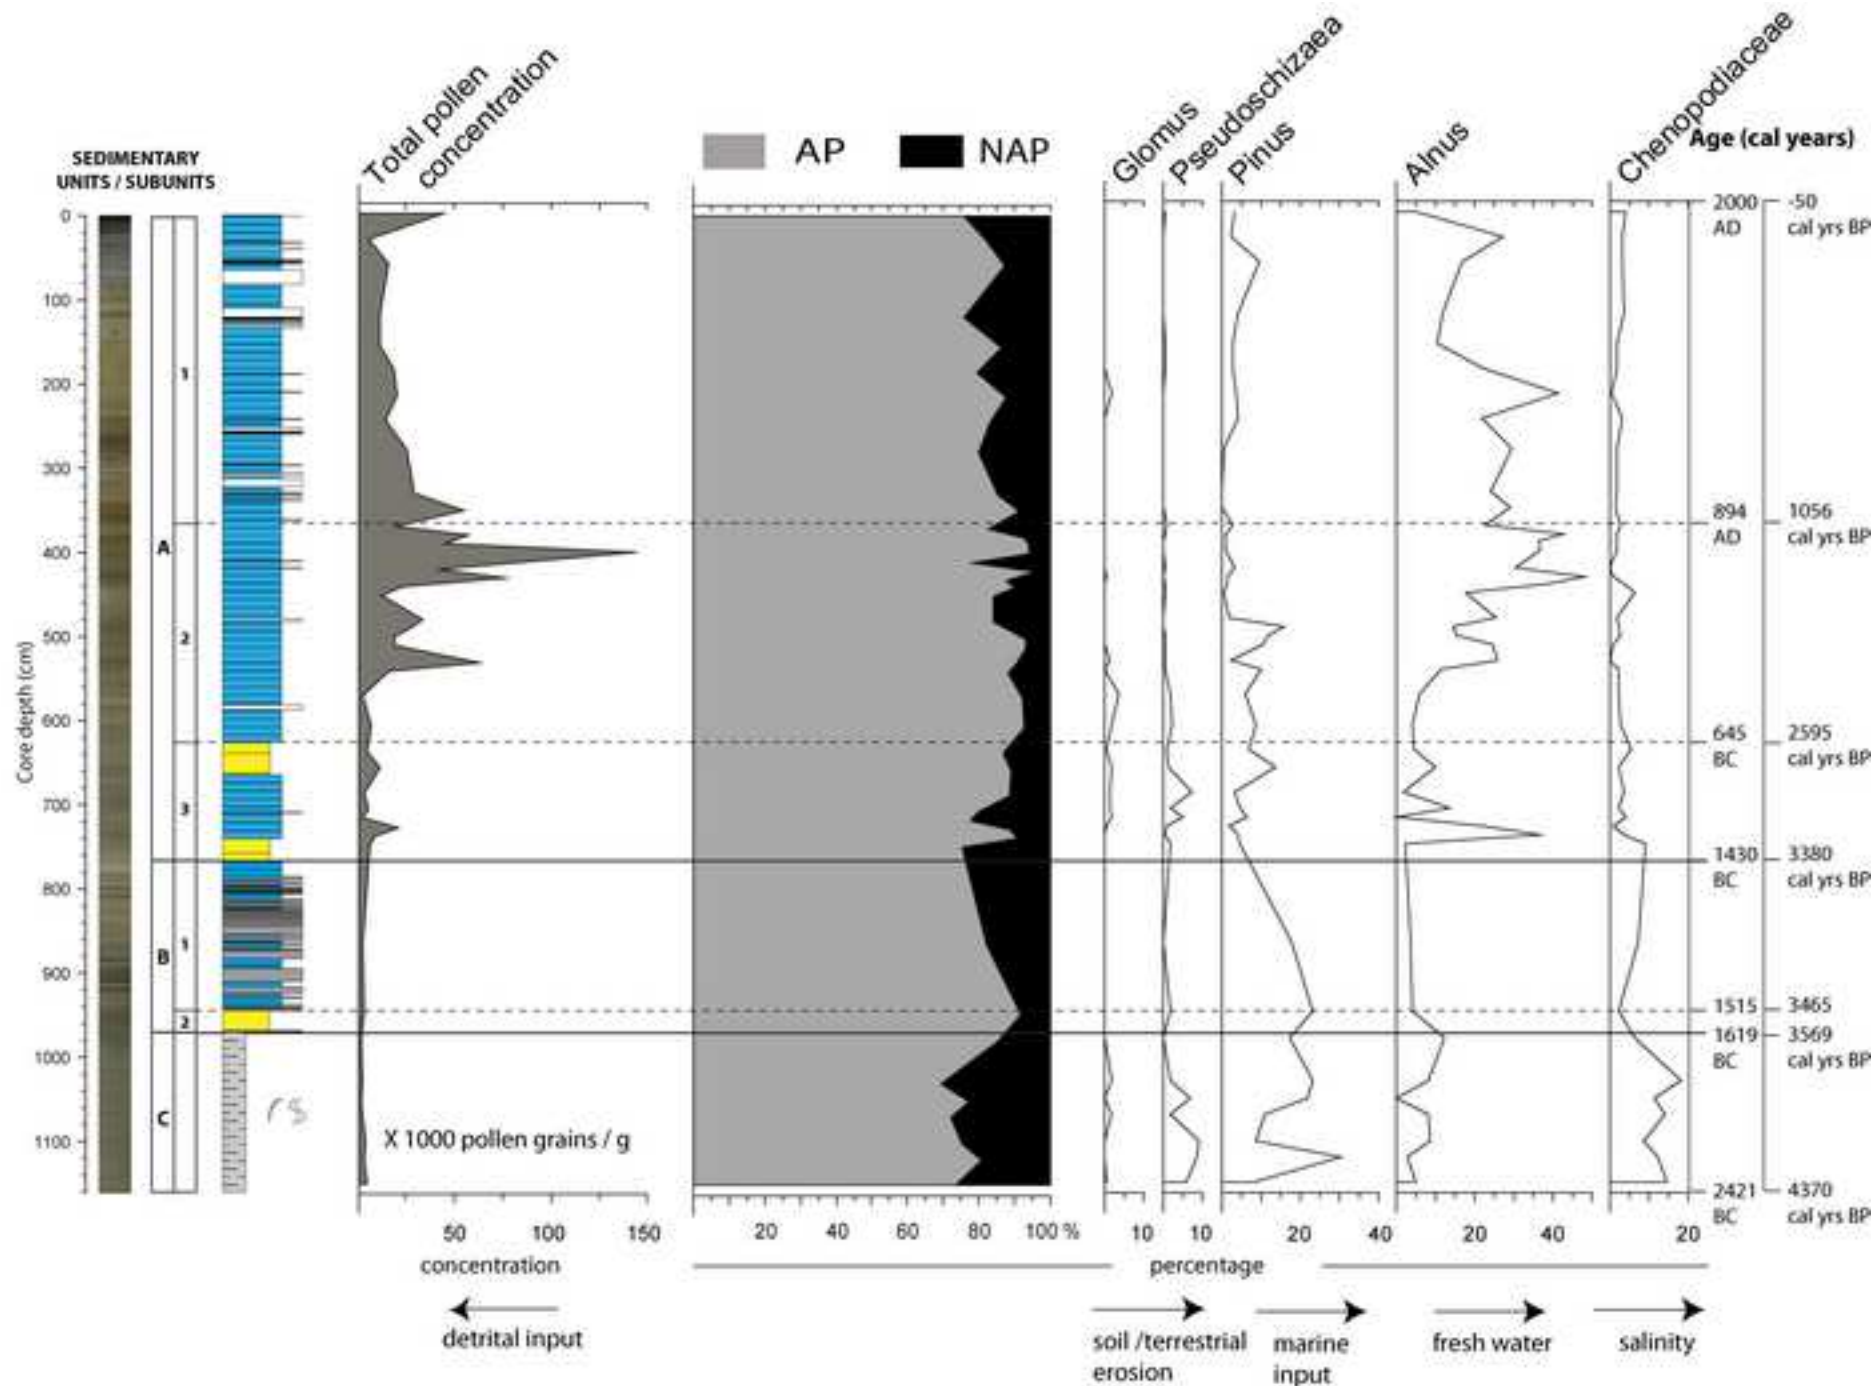 Total pollen
concentration
AP
NAP
Glomus
Pseudoschizaea
Pinus
Alnus
Chenopodiaceae
Age (cal years)
SEDIMENTARY
UNITS / SUBUNITS
Core depth (cm)
0
100
200
300
400
500
600
700
800
900
1000
1100
A
B
C
1
2
3
1
2
rs
X 1000 pollen grains / g
2000
AD
-50
cal yrs BP
894
AD
1056
cal yrs BP
645
BC
2595
cal yrs BP
1430
BC
3380
cal yrs BP
1515
3465
cal yrs BP
1619
BC
3569
cal yrs BP
2421
BC
4370
cal yrs BP
50 100 150
20 40 60 80 100 %
10
10
20 40
20 40
20
concentration
percentage
detrital input
soil /terrestrial
erosion
marine
input
fresh water
salinity